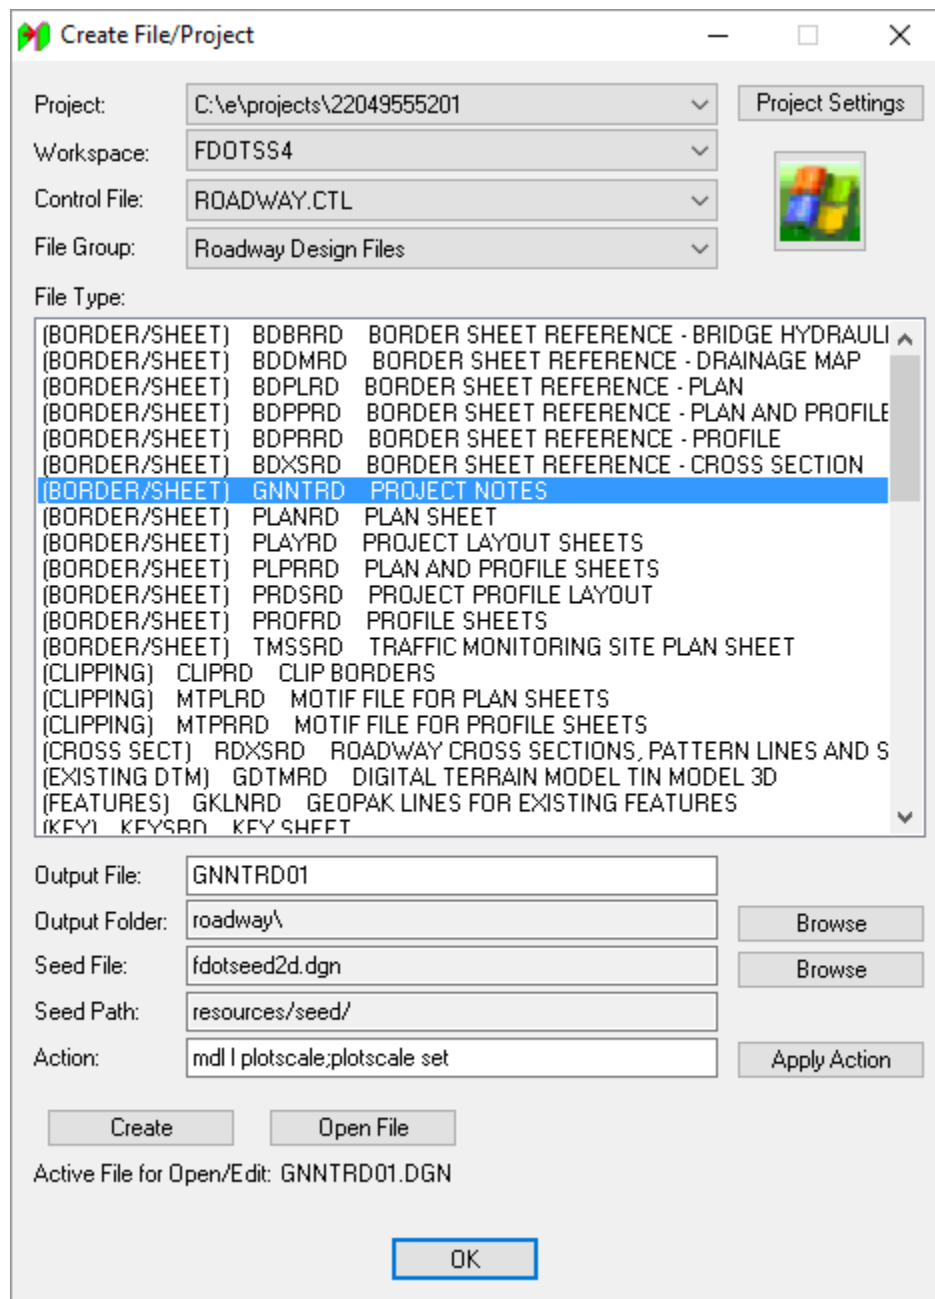 Create File/Project
Project: C:\e\projects\22049555201 Project Settings
Workspace: FDOTSS4
Control File: ROADWAY.CTL
File Group: Roadway Design Files
File Type:
(BORDER/SHEET) BDBRRD BORDER SHEET REFERENCE - BRIDGE HYDRAULI
(BORDER/SHEET) BDDMRD BORDER SHEET REFERENCE - DRAINAGE MAP
(BORDER/SHEET) BDPLRD BORDER SHEET REFERENCE - PLAN
(BORDER/SHEET) BDPPRD BORDER SHEET REFERENCE - PLAN AND PROFILE
(BORDER/SHEET) BDPRRD BORDER SHEET REFERENCE - PROFILE
(BORDER/SHEET) BDXSRD BORDER SHEET REFERENCE - CROSS SECTION
(BORDER/SHEET) GNNTRD PROJECT NOTES
(BORDER/SHEET) PLANRD PLAN SHEET
(BORDER/SHEET) PLAYRD PROJECT LAYOUT SHEETS
(BORDER/SHEET) PLPRRD PLAN AND PROFILE SHEETS
(BORDER/SHEET) PRDSRD PROJECT PROFILE LAYOUT
(BORDER/SHEET) PROFRD PROFILE SHEETS
(BORDER/SHEET) TMSSRD TRAFFIC MONITORING SITE PLAN SHEET
(CLIPPING) CLIPRD CLIP BORDERS
(CLIPPING) MTPLRD MOTIF FILE FOR PLAN SHEETS
(CLIPPING) MTPRRD MOTIF FILE FOR PROFILE SHEETS
(CROSS SECT) RDXSRD ROADWAY CROSS SECTIONS, PATTERN LINES AND S
(EXISTING DTM) GDTMRD DIGITAL TERRAIN MODEL TIN MODEL 3D
(FEATURES) GKLNRD GEOPAK LINES FOR EXISTING FEATURES
(KEY) KEYSRD KEY SHEET
Output File: GNNTRD01
Output Folder: roadway\ Browse
Seed File: fdotseed2d.dgn Browse
Seed Path: resources/seed/
Action: mdl l plotscale;plotscale set Apply Action
Create Open File
Active File for Open/Edit: GNNTRD01.DGN
OK